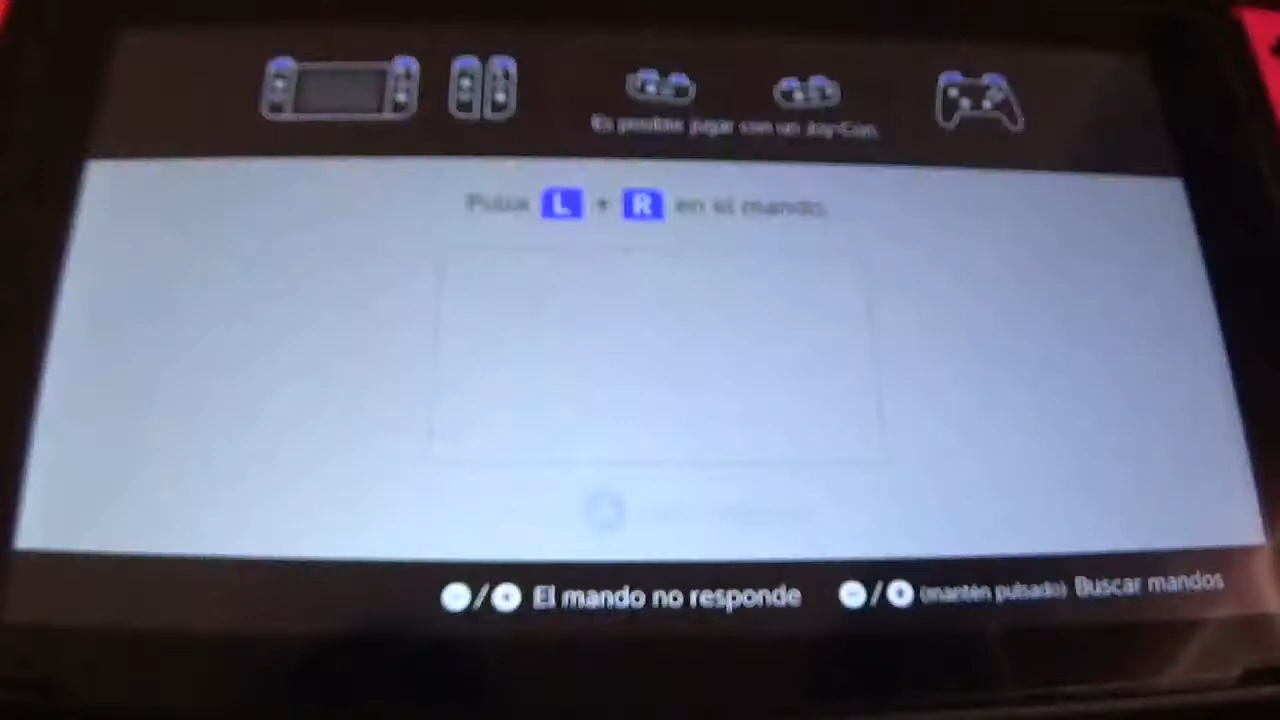 Es posible jugar con un Joy-Con.
Pulsa L + R en el mando.
El mando no responde
(mantén pulsado) Buscar mandos